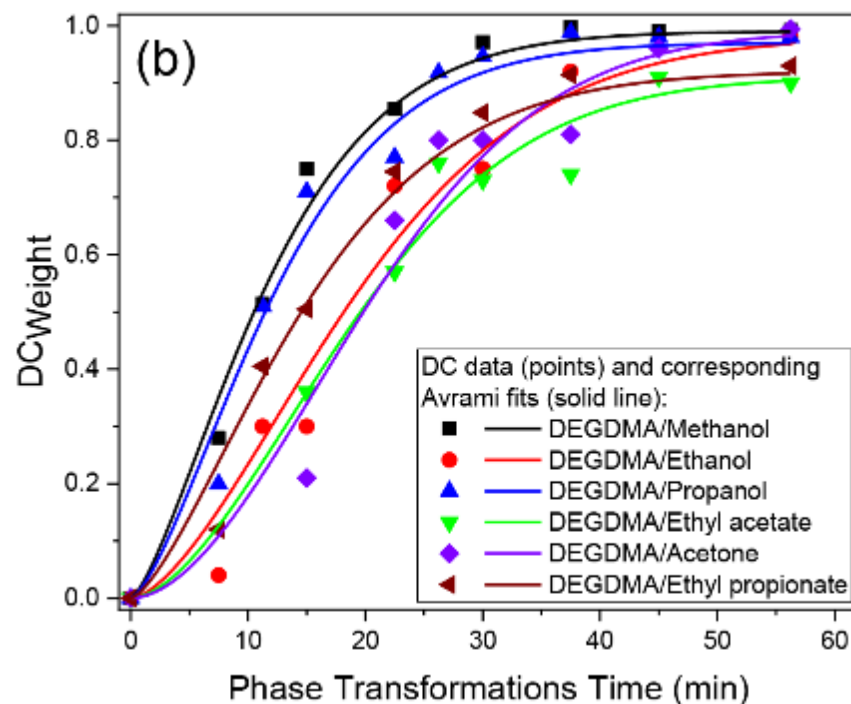 (b)
1.0
0.8
0.6
0.4
0.2
0.0
DCWeight
DC data (points) and corresponding
Avrami fits (solid line):
DEGDMA/Methanol
DEGDMA/Ethanol
DEGDMA/Propanol
DEGDMA/Ethyl acetate
DEGDMA/Acetone
DEGDMA/Ethyl propionate
0 10 20 30 40 50 60
Phase Transformations Time (min)